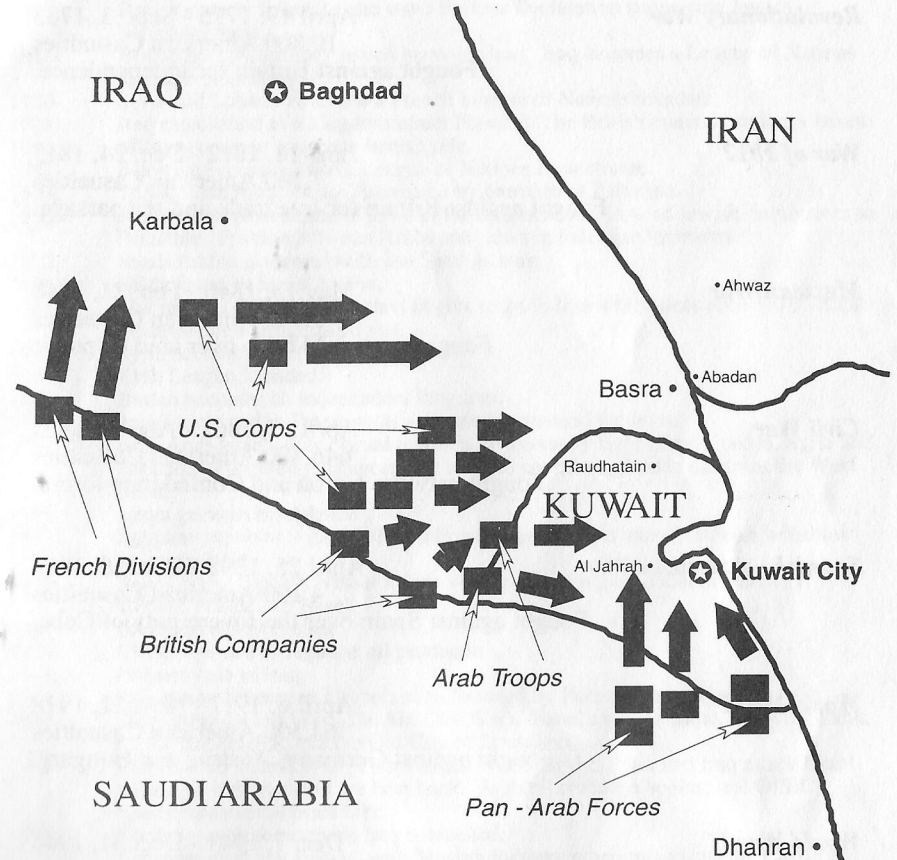 IRAQ
Baghdad
IRAN
Karbala
Ahwaz
Abadan
Basra
U.S. Corps
Raudhatain
KUWAIT
French Divisions
Al Jahrah
Kuwait City
British Companies
Arab Troops
SAUDI ARABIA
Pan - Arab Forces
Dhahran